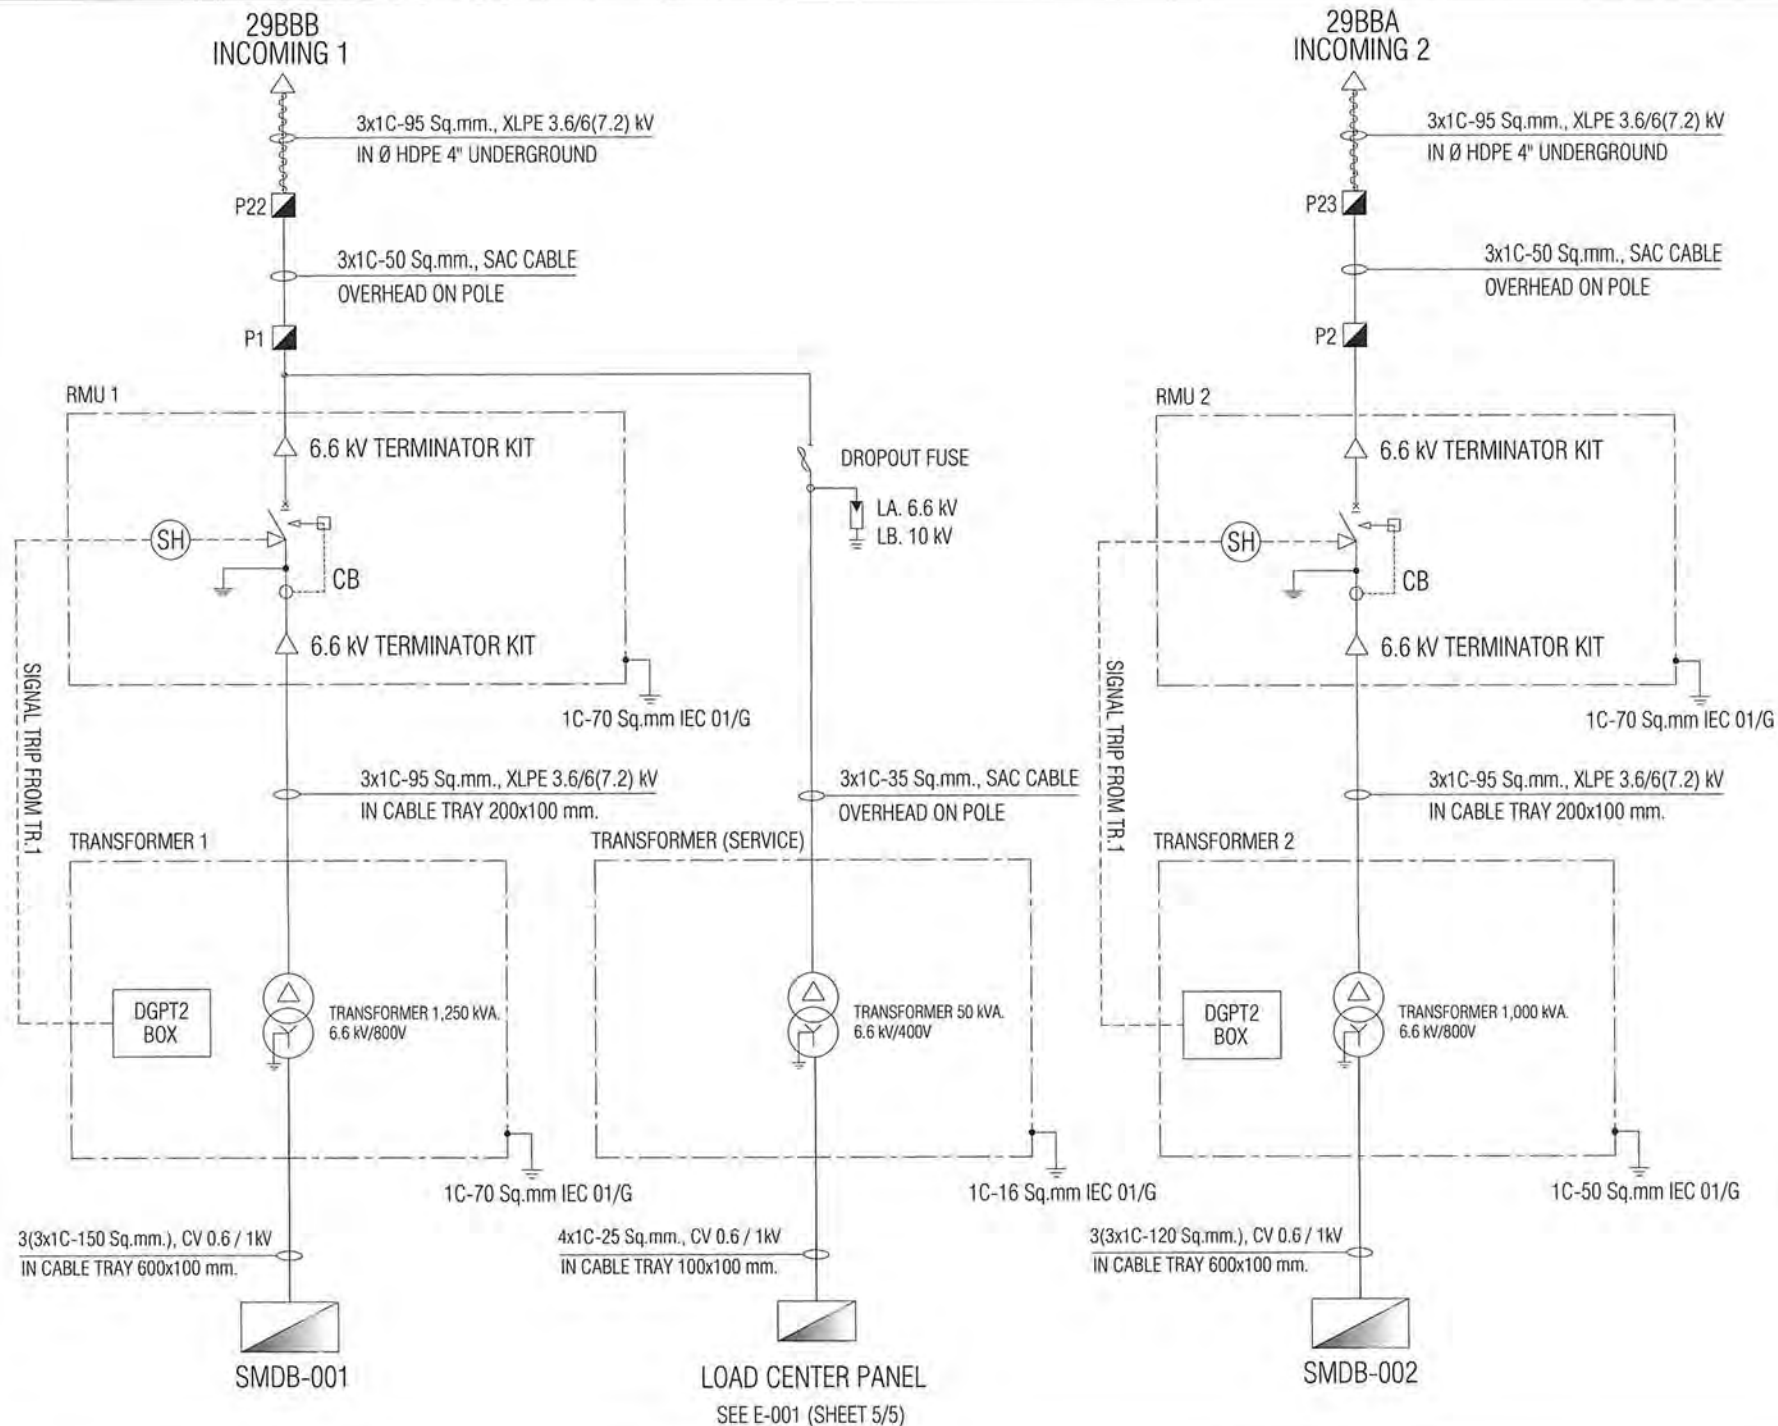 29BBB
INCOMING 1
3x1C-95 Sq.mm., XLPE 3.6/6(7.2) kV
IN Ø HDPE 4" UNDERGROUND
P22
3x1C-50 Sq.mm., SAC CABLE
OVERHEAD ON POLE
P1
RMU 1
6.6 kV TERMINATOR KIT
SH
CB
6.6 kV TERMINATOR KIT
1C-70 Sq.mm IEC 01/G
SIGNAL TRIP FROM TR.1
3x1C-95 Sq.mm., XLPE 3.6/6(7.2) kV
IN CABLE TRAY 200x100 mm.
TRANSFORMER 1
DGPT2
BOX
TRANSFORMER 1,250 kVA.
6.6 kV/800V
1C-70 Sq.mm IEC 01/G
3(3x1C-150 Sq.mm.), CV 0.6 / 1kV
IN CABLE TRAY 600x100 mm.
SMDB-001
DROPOUT FUSE
LA. 6.6 kV
LB. 10 kV
3x1C-35 Sq.mm., SAC CABLE
OVERHEAD ON POLE
TRANSFORMER (SERVICE)
TRANSFORMER 50 kVA.
6.6 kV/400V
1C-16 Sq.mm IEC 01/G
4x1C-25 Sq.mm., CV 0.6 / 1kV
IN CABLE TRAY 100x100 mm.
LOAD CENTER PANEL
SEE E-001 (SHEET 5/5)
29BBA
INCOMING 2
3x1C-95 Sq.mm., XLPE 3.6/6(7.2) kV
IN Ø HDPE 4" UNDERGROUND
P23
3x1C-50 Sq.mm., SAC CABLE
OVERHEAD ON POLE
P2
RMU 2
6.6 kV TERMINATOR KIT
SH
CB
6.6 kV TERMINATOR KIT
1C-70 Sq.mm IEC 01/G
SIGNAL TRIP FROM TR.1
3x1C-95 Sq.mm., XLPE 3.6/6(7.2) kV
IN CABLE TRAY 200x100 mm.
TRANSFORMER 2
DGPT2
BOX
TRANSFORMER 1,000 kVA.
6.6 kV/800V
1C-50 Sq.mm IEC 01/G
3(3x1C-120 Sq.mm.), CV 0.6 / 1kV
IN CABLE TRAY 600x100 mm.
SMDB-002